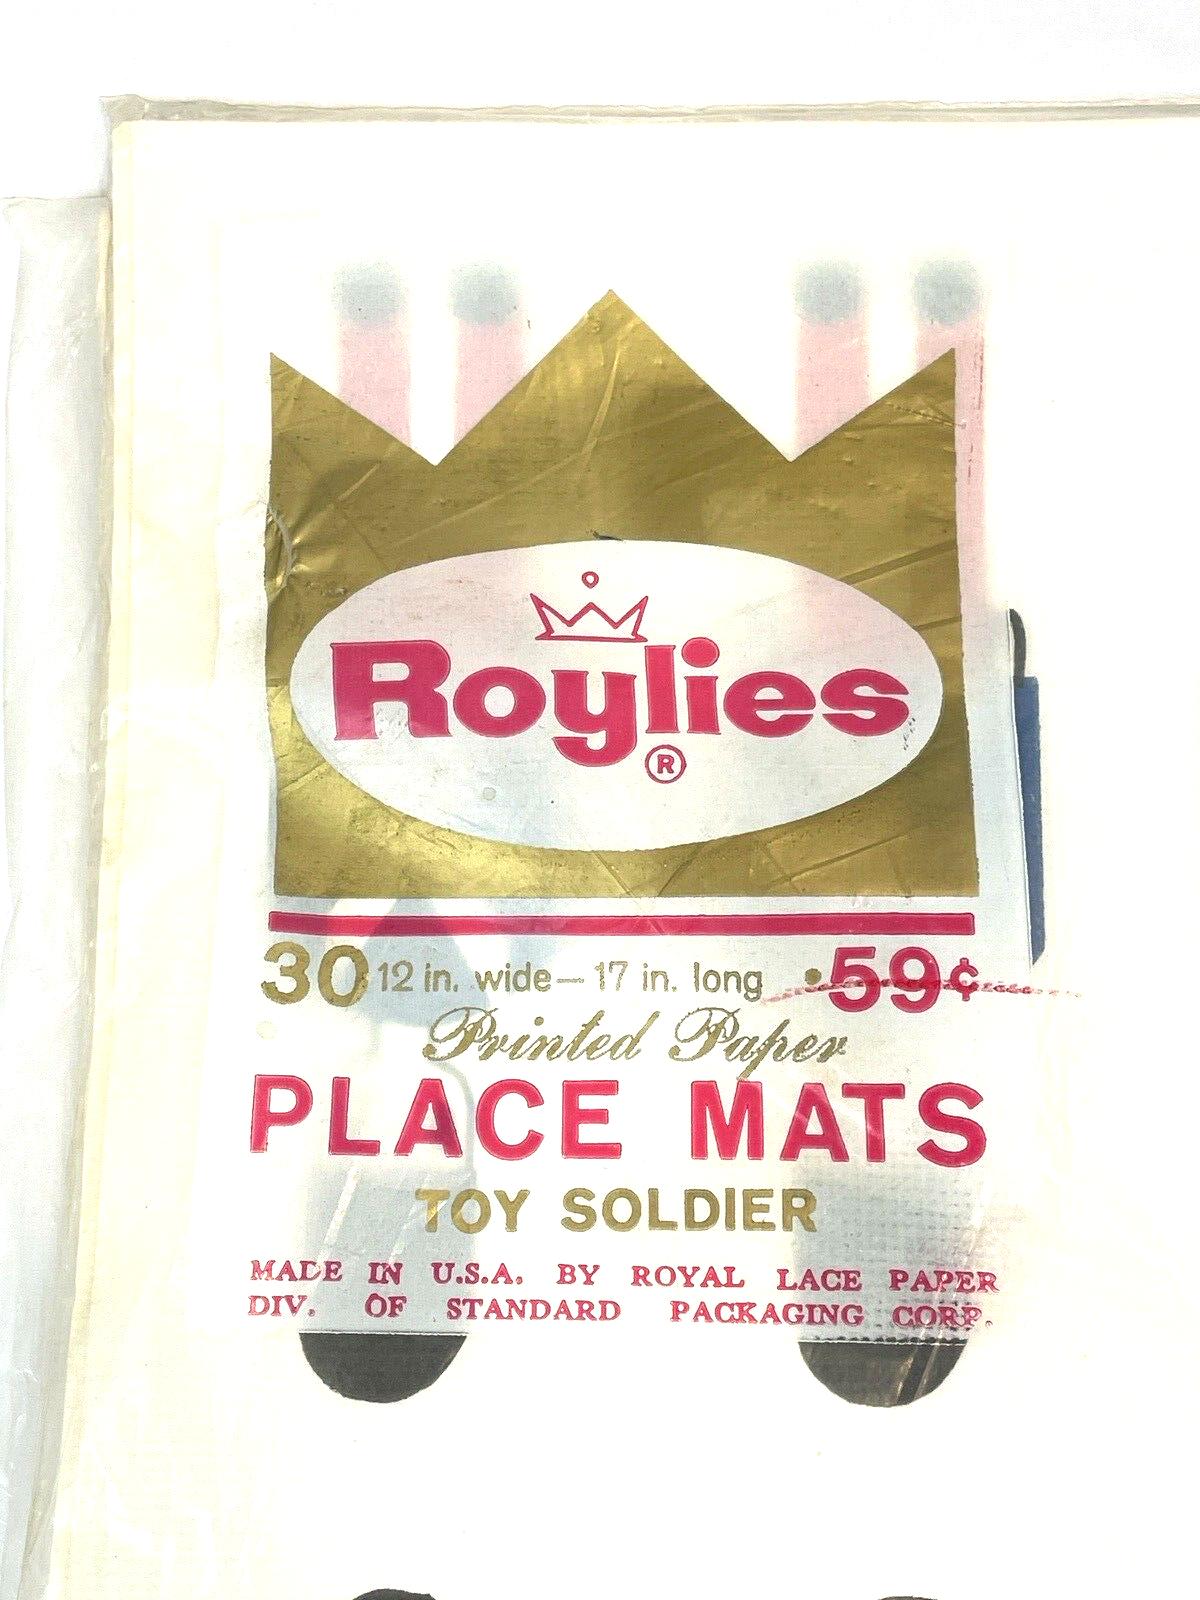 Roylies
®
30 12 in. wide— 17 in. long 59¢
Printed Paper
PLACE MATS
TOY SOLDIER
MADE IN U.S.A. BY ROYAL LACE PAPER
DIV. OF STANDARD PACKAGING CORP.